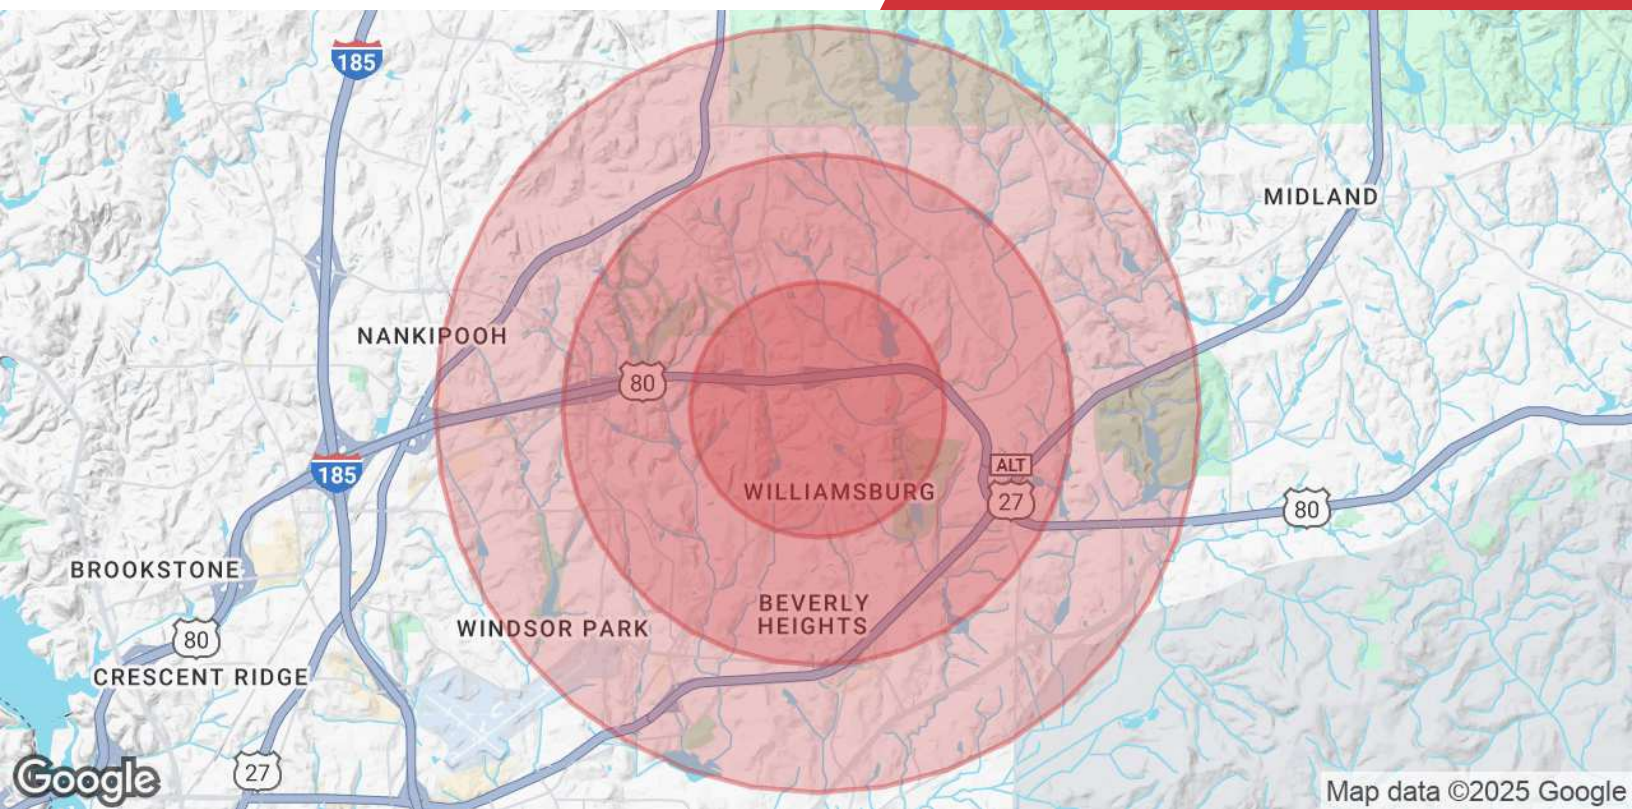 185
MIDLAND
NANKIPOOH
80
ALT
27
185
WILLIAMSBURG
80
BROOKSTONE
BEVERLY
HEIGHTS
WINDSOR PARK
80
CRESCENT RIDGE
27
Google
Map data ©2025 Google